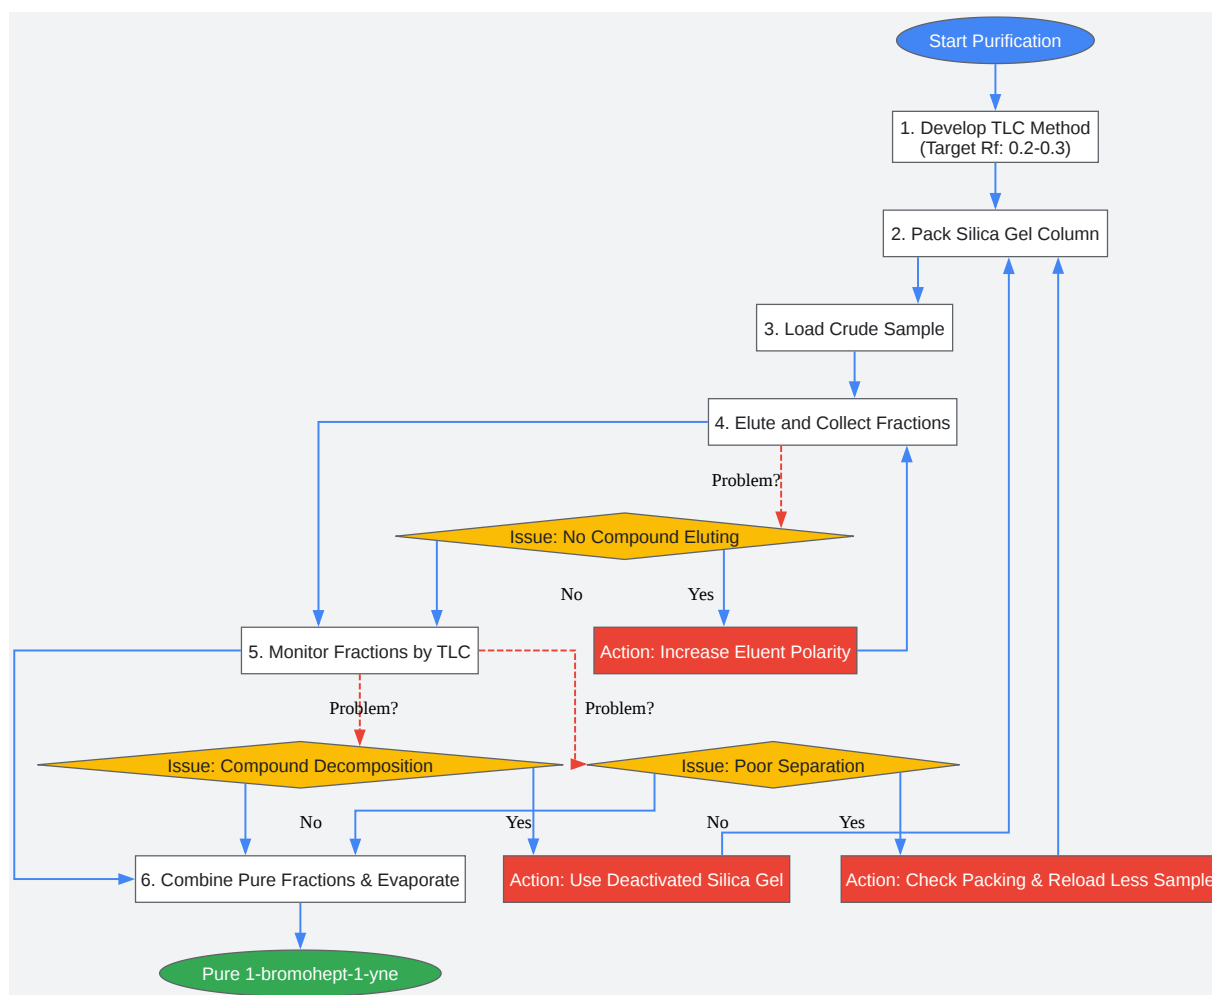 Start Purification
1. Develop TLC Method
(Target Rf: 0.2-0.3)
2. Pack Silica Gel Column
3. Load Crude Sample
4. Elute and Collect Fractions
Problem?
Issue: No Compound Eluting
No
Yes
5. Monitor Fractions by TLC
Action: Increase Eluent Polarity
Problem?
Problem?
Issue: Compound Decomposition
Issue: Poor Separation
No
Yes
No
Yes
6. Combine Pure Fractions & Evaporate
Action: Use Deactivated Silica Gel
Action: Check Packing & Reload Less Sample
Pure 1-bromohept-1-yne